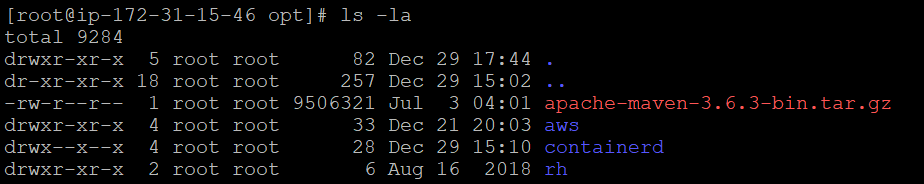 [root@ip-172-31-15-46 opt]# ls -la
total 9284
drwxr-xr-x  5 root root      82 Dec 29 17:44 .
dr-xr-xr-x 18 root root     257 Dec 29 15:02 ..
-rw-r--r--  1 root root 9506321 Jul  3 04:01 apache-maven-3.6.3-bin.tar.gz
drwxr-xr-x  4 root root      33 Dec 21 20:03 aws
drwx--x--x  4 root root      28 Dec 29 15:10 containerd
drwxr-xr-x  2 root root       6 Aug 16  2018 rh